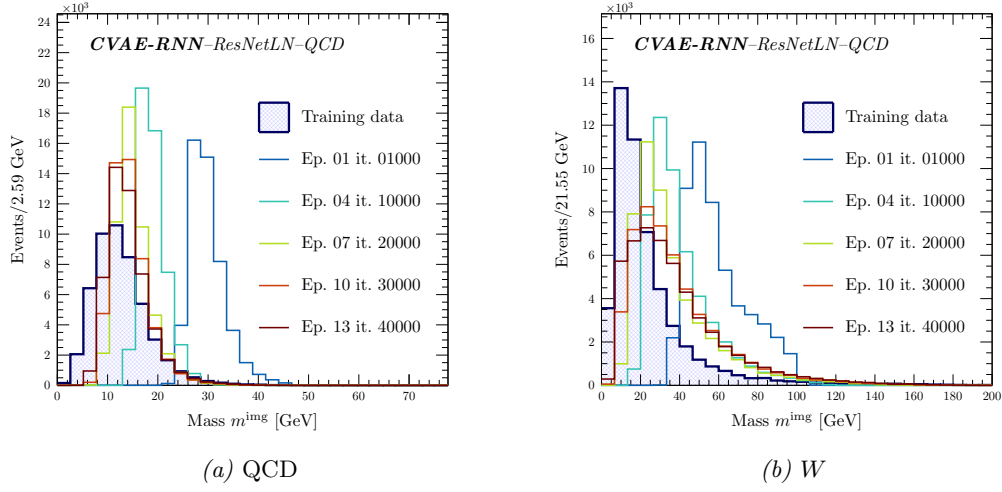 ×10³
CVAE-RNN–ResNetLN–QCD
Training data
Ep. 01 it. 01000
Ep. 04 it. 10000
Ep. 07 it. 20000
Ep. 10 it. 30000
Ep. 13 it. 40000
24
22
20
18
16
14
12
10
8
6
4
2
0
Events/2.59 GeV
0 10 20 30 40 50 60 70
Mass m^img [GeV]
(a) QCD
×10³
CVAE-RNN–ResNetLN–QCD
Training data
Ep. 01 it. 01000
Ep. 04 it. 10000
Ep. 07 it. 20000
Ep. 10 it. 30000
Ep. 13 it. 40000
16
14
12
10
8
6
4
2
0
Events/21.55 GeV
0 20 40 60 80 100 120 140 160 180 200
Mass m^img [GeV]
(b) W